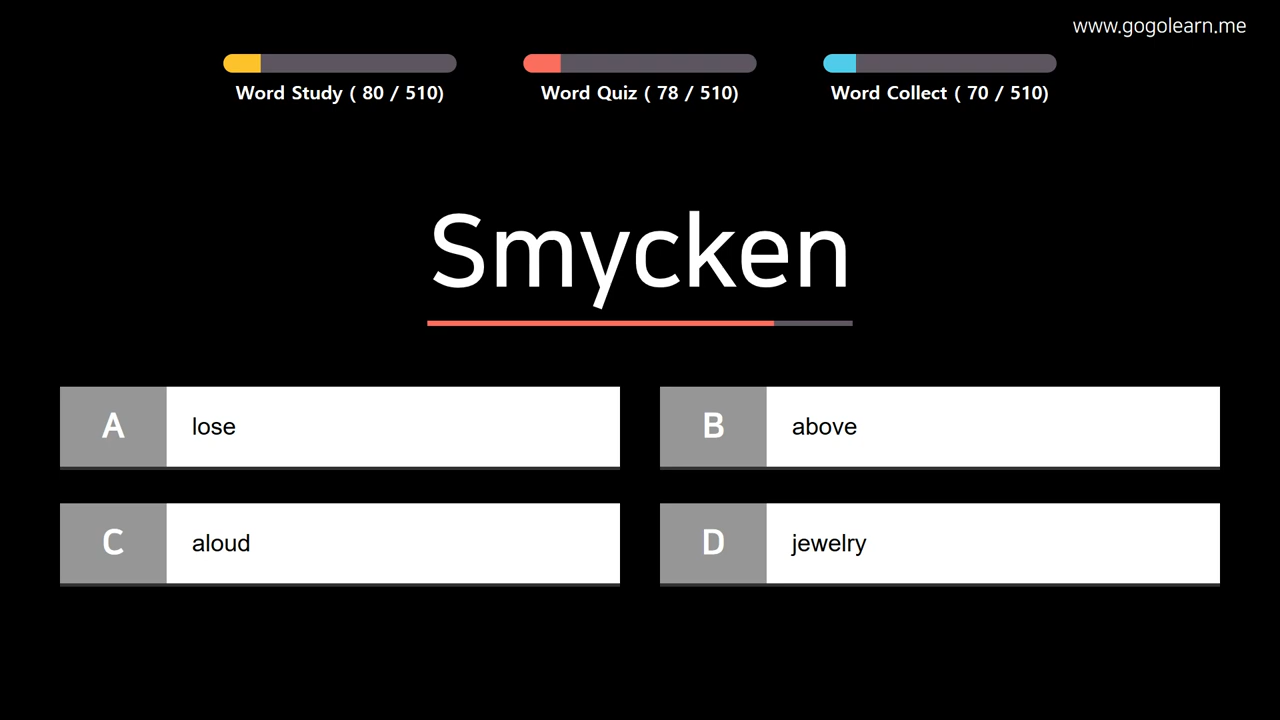 www.gogolearn.me
Word Study ( 80 / 510)
Word Quiz ( 78 / 510)
Word Collect ( 70 / 510)
Smycken
A lose
B above
C aloud
D jewelry